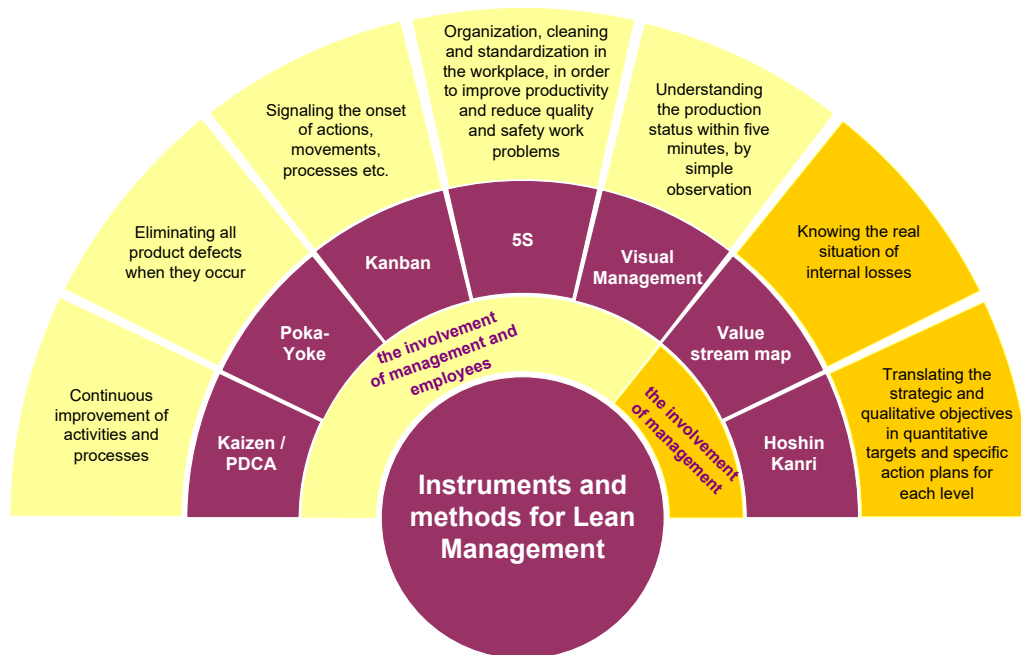 Organization, cleaning
and standardization in
the workplace, in order
to improve productivity
and reduce quality
and safety work
problems
Signaling the onset
of actions,
movements,
processes etc.
Understanding
the production
status within five
minutes, by
simple
observation
Eliminating all
product defects
when they occur
Knowing the real
situation of
internal losses
Continuous
improvement of
activities and
processes
Translating the
strategic and
qualitative objectives
in quantitative
targets and specific
action plans for
each level
Kaizen /
PDCA
Poka-
Yoke
Kanban
5S
Visual
Management
Value
stream map
Hoshin
Kanri
the involvement
of management and
employees
the involvement
of management
Instruments and
methods for Lean
Management